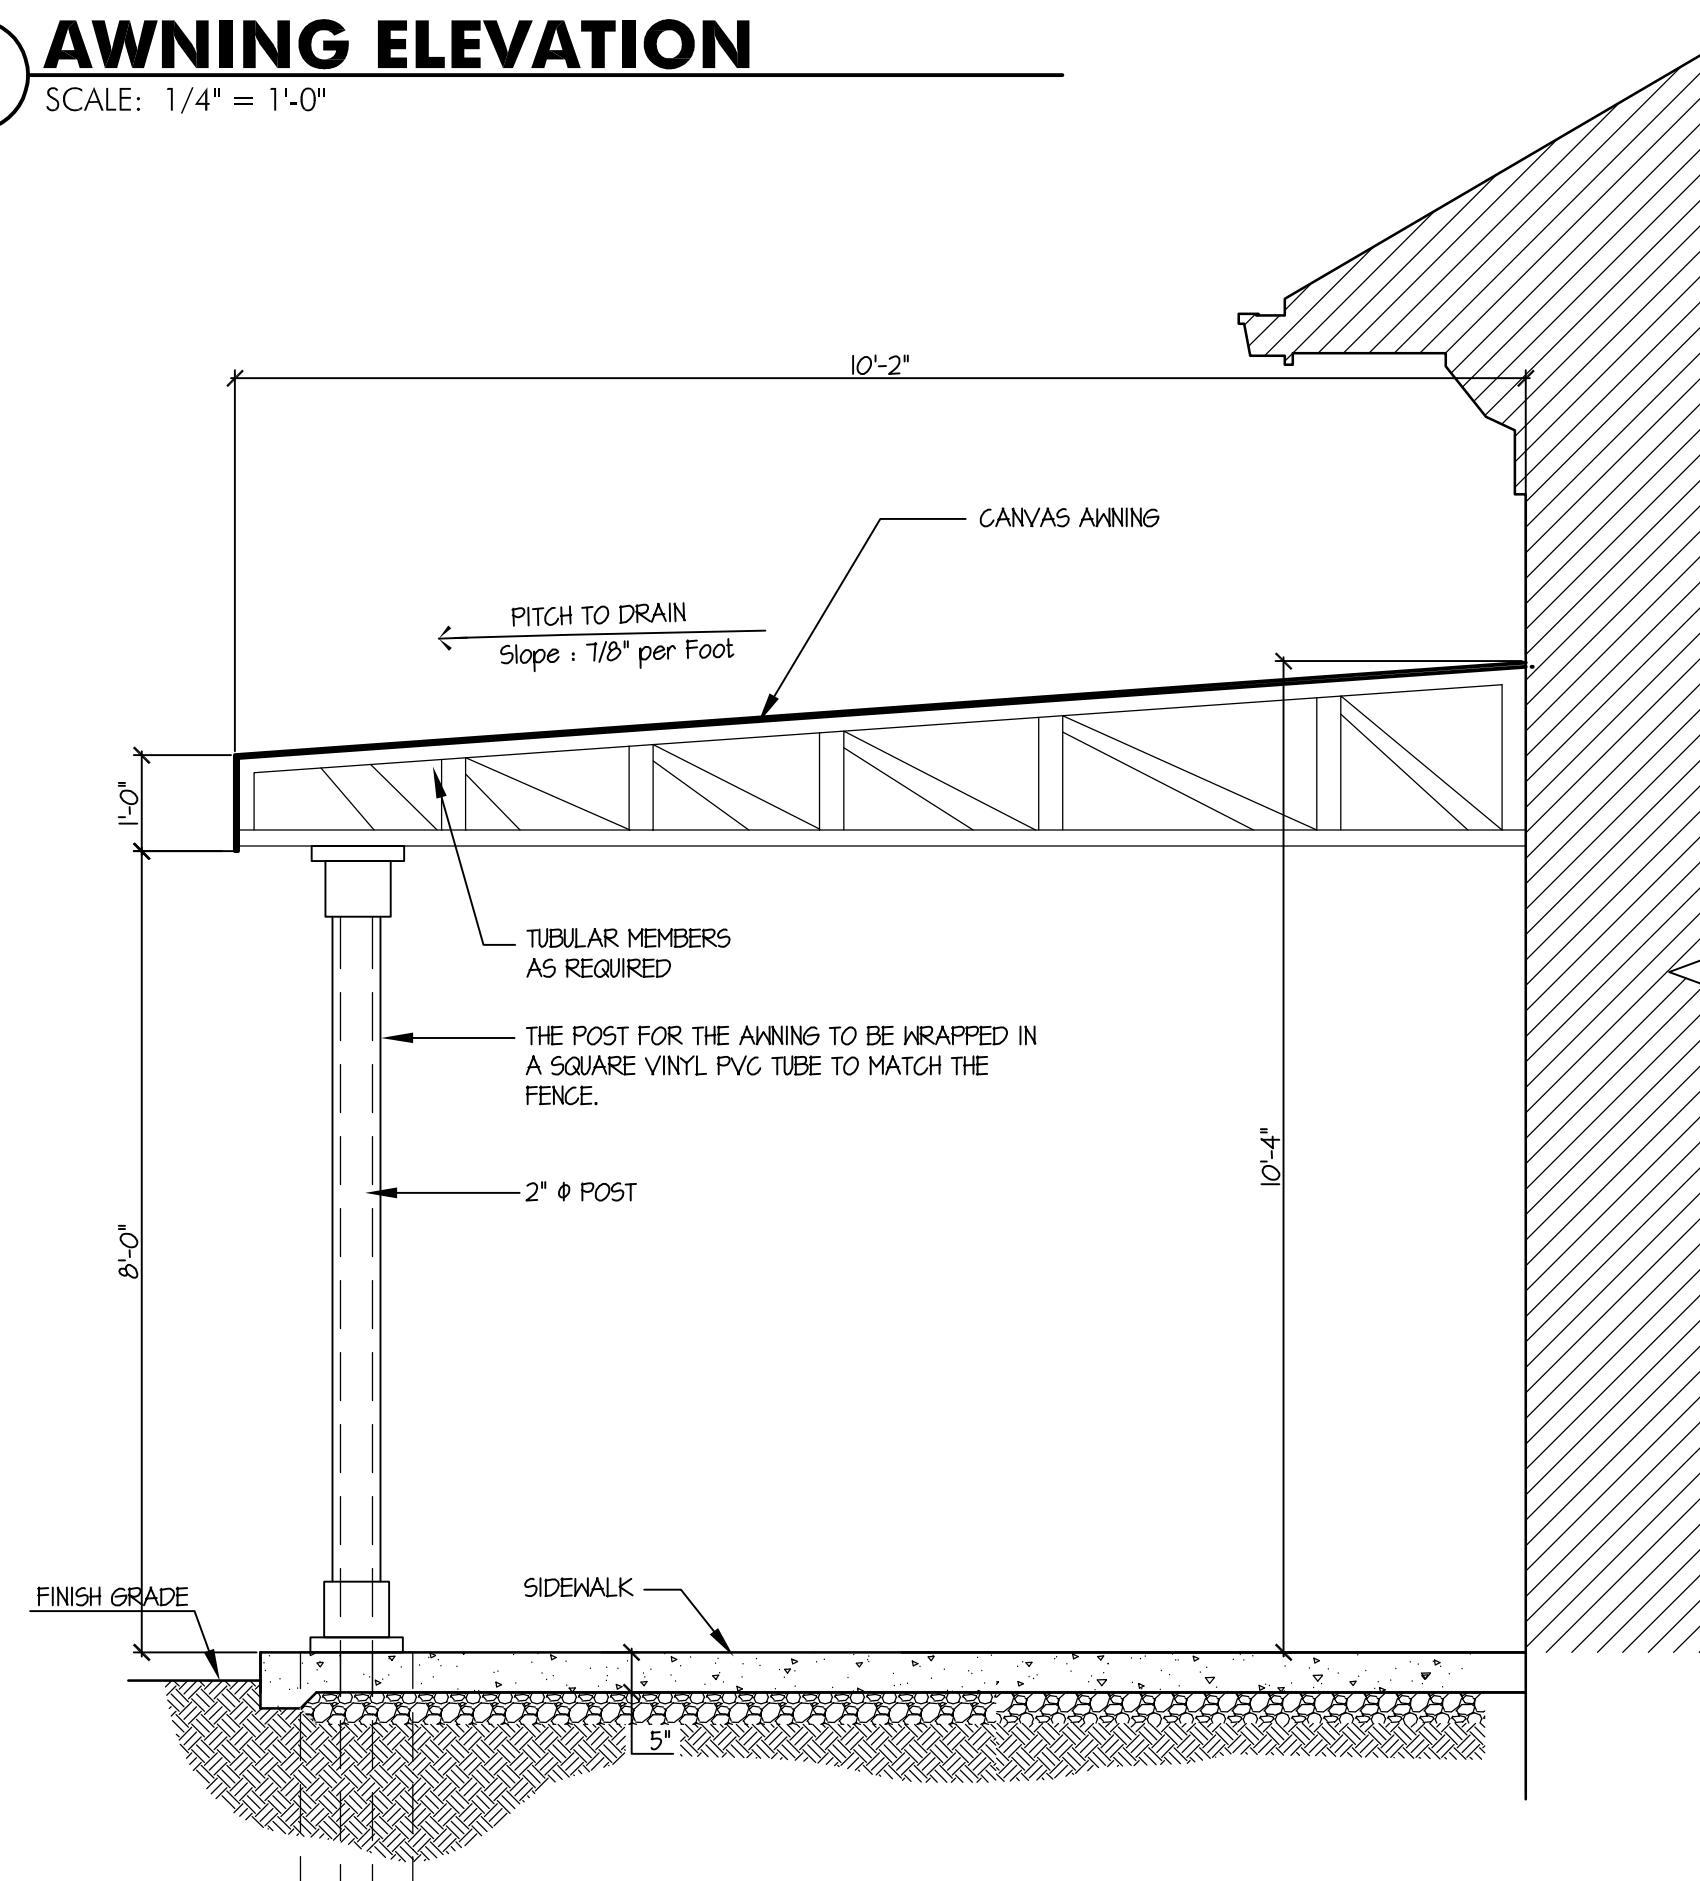 AWNING ELEVATION
SCALE: 1/4" = 1'-0"
10'-2"
CANVAS AWNING
PITCH TO DRAIN
Slope : 7/8" per Foot
1'-0"
TUBULAR MEMBERS
AS REQUIRED
THE POST FOR THE AWNING TO BE WRAPPED IN
A SQUARE VINYL PVC TUBE TO MATCH THE
FENCE.
10'-4"
2" Φ POST
8'-0"
FINISH GRADE
SIDEWALK
5"